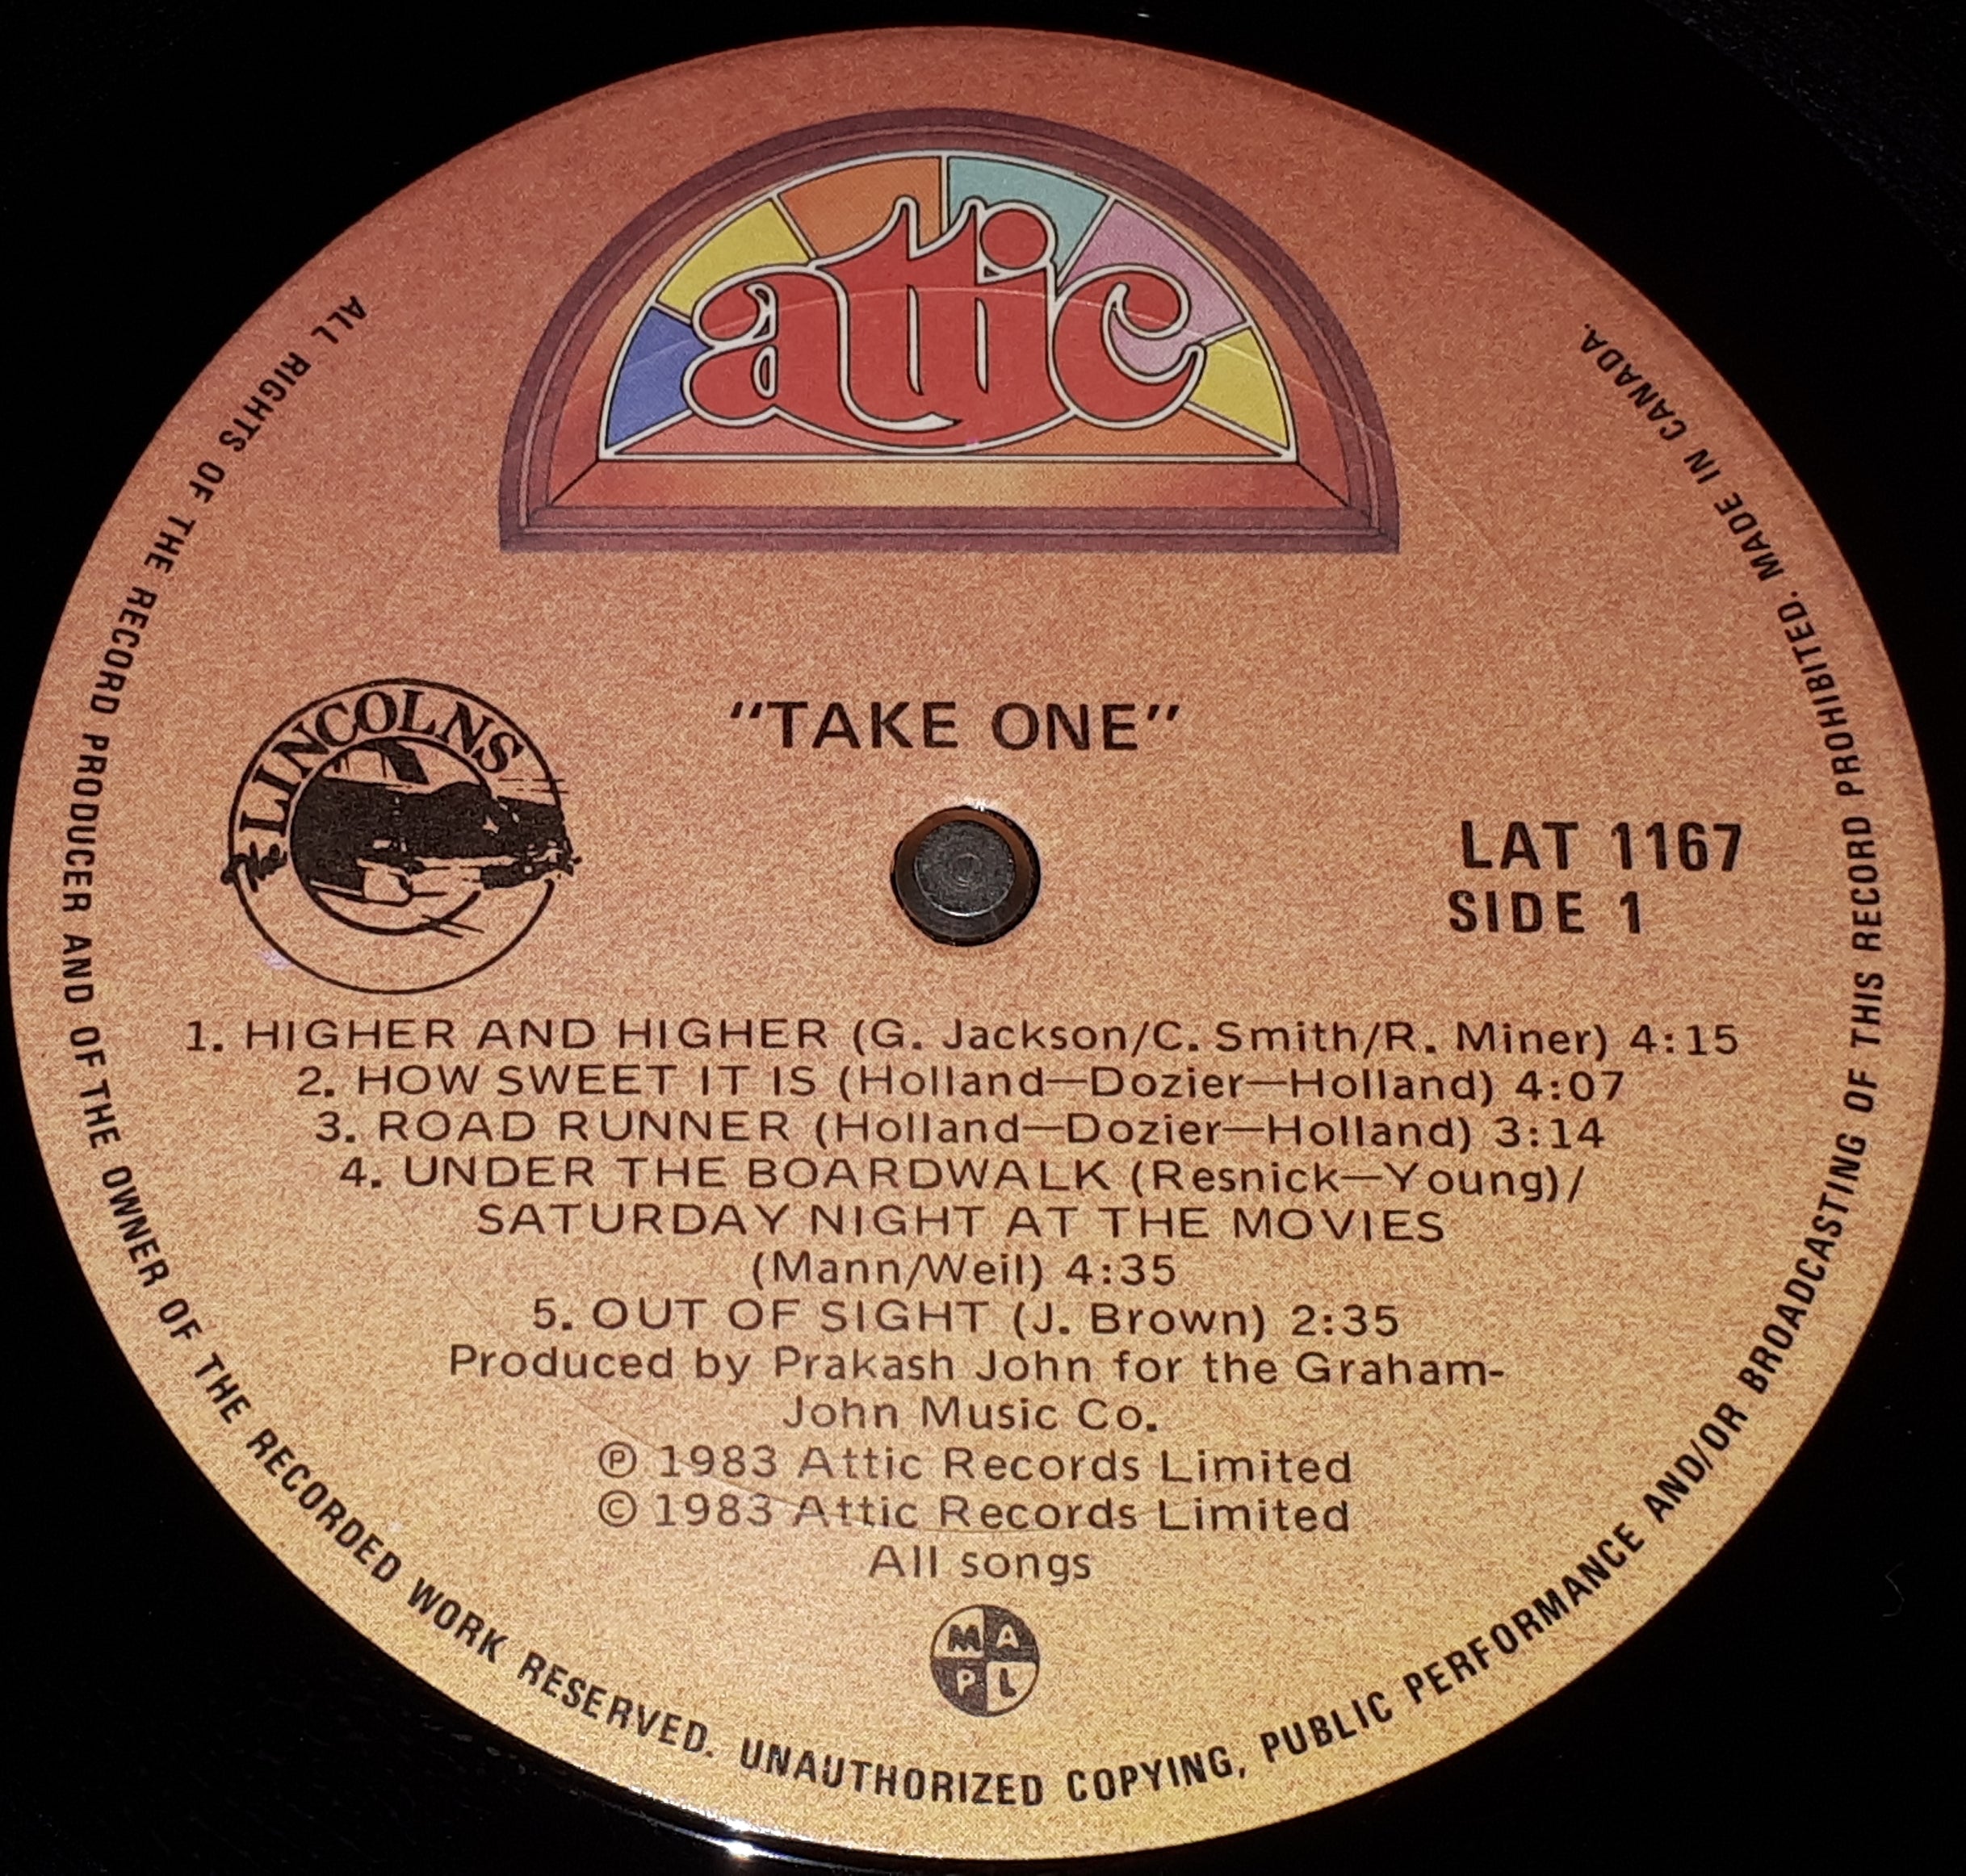 attic
The LINCOLNS
"TAKE ONE"
LAT 1167
SIDE 1
1. HIGHER AND HIGHER (G. Jackson/C. Smith/R. Miner) 4:15
2. HOW SWEET IT IS (Holland—Dozier—Holland) 4:07
3. ROAD RUNNER (Holland—Dozier—Holland) 3:14
4. UNDER THE BOARDWALK (Resnick—Young)/
SATURDAY NIGHT AT THE MOVIES
(Mann/Weil) 4:35
5. OUT OF SIGHT (J. Brown) 2:35
Produced by Prakash John for the Graham-
John Music Co.
Ⓟ 1983 Attic Records Limited
© 1983 Attic Records Limited
All songs
M A
P L
ALL RIGHTS OF THE RECORD PRODUCER AND OF THE OWNER OF THE RECORDED WORK RESERVED. UNAUTHORIZED COPYING, PUBLIC PERFORMANCE AND/OR BROADCASTING OF THIS RECORD PROHIBITED. MADE IN CANADA.